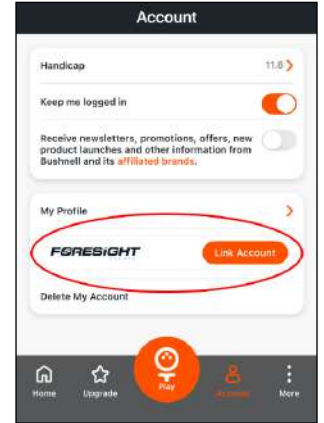 Account
Handicap 11.6
Keep me logged in
Receive newsletters, promotions, offers, new
product launches and other information from
Bushnell and its affiliated brands.
My Profile
FORESIGHT Link Account
Delete My Account
Play
Home Upgrade Account More